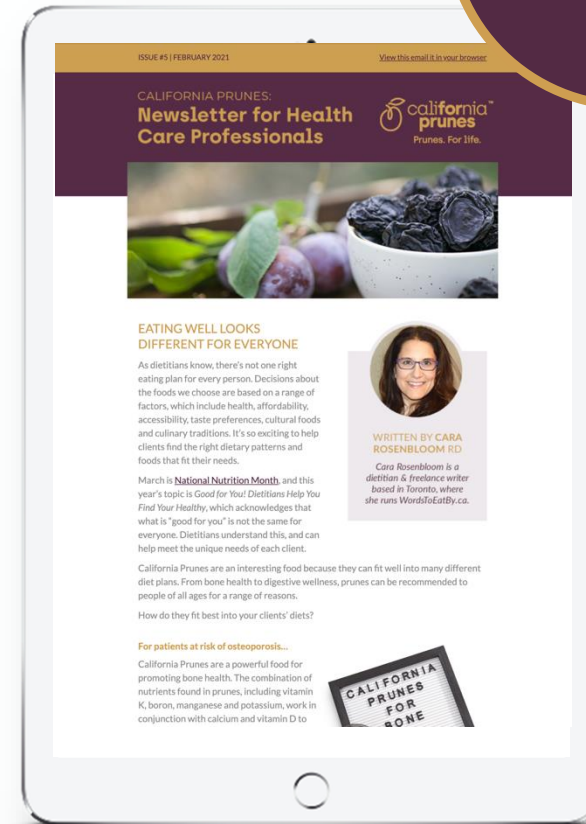 ISSUE #5 | FEBRUARY 2021
View this email it in your browser
CALIFORNIA PRUNES:
Newsletter for Health
Care Professionals
california™
prunes
Prunes. For life.
EATING WELL LOOKS
DIFFERENT FOR EVERYONE
As dietitians know, there's not one right
eating plan for every person. Decisions about
the foods we choose are based on a range of
factors, which include health, affordability,
accessibility, taste preferences, cultural foods
and culinary traditions. It's so exciting to help
clients find the right dietary patterns and
foods that fit their needs.
March is National Nutrition Month, and this
year's topic is Good for You! Dietitians Help You
Find Your Healthy, which acknowledges that
what is "good for you" is not the same for
everyone. Dietitians understand this, and can
help meet the unique needs of each client.
WRITTEN BY CARA
ROSENBLOOM RD
Cara Rosenbloom is a
dietitian & freelance writer
based in Toronto, where
she runs WordsToEatBy.ca.
California Prunes are an interesting food because they can fit well into many different
diet plans. From bone health to digestive wellness, prunes can be recommended to
people of all ages for a range of reasons.
How do they fit best into your clients' diets?
For patients at risk of osteoporosis...
California Prunes are a powerful food for
promoting bone health. The combination of
nutrients found in prunes, including vitamin
K, boron, manganese and potassium, work in
conjunction with calcium and vitamin D to
CALIFORNIA
PRUNES
FOR
BONE